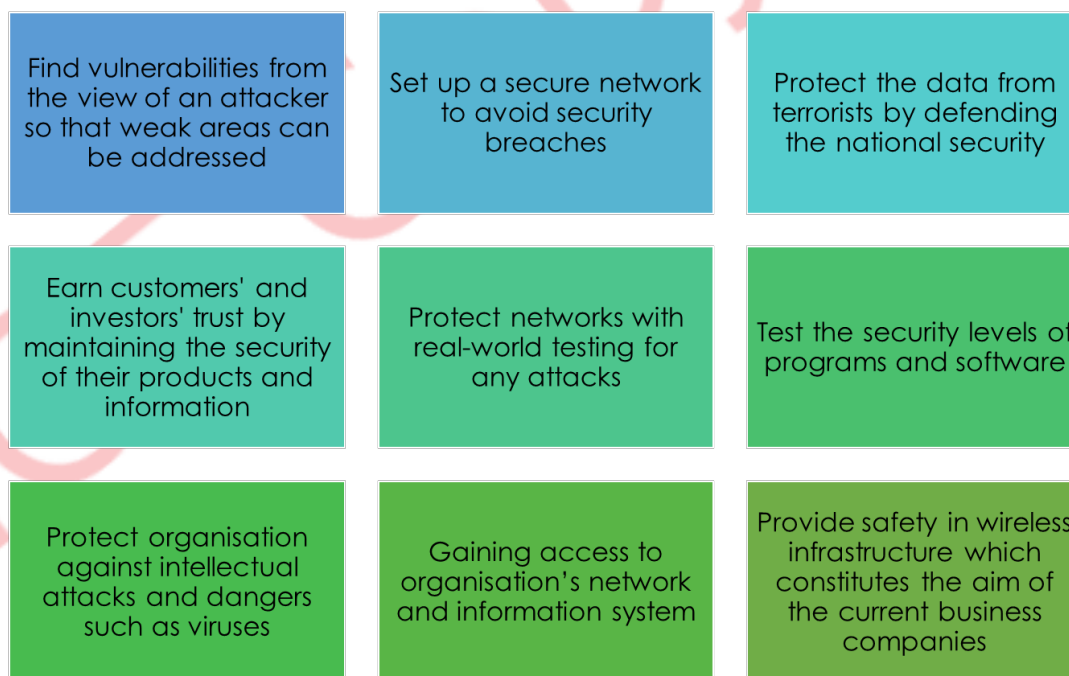 Find vulnerabilities from
the view of an attacker
so that weak areas can
be addressed
Set up a secure network
to avoid security
breaches
Protect the data from
terrorists by defending
the national security
Earn customers' and
investors' trust by
maintaining the security
of their products and
information
Protect networks with
real-world testing for
any attacks
Test the security levels of
programs and software
Protect organisation
against intellectual
attacks and dangers
such as viruses
Gaining access to
organisation’s network
and information system
Provide safety in wireless
infrastructure which
constitutes the aim of
the current business
companies